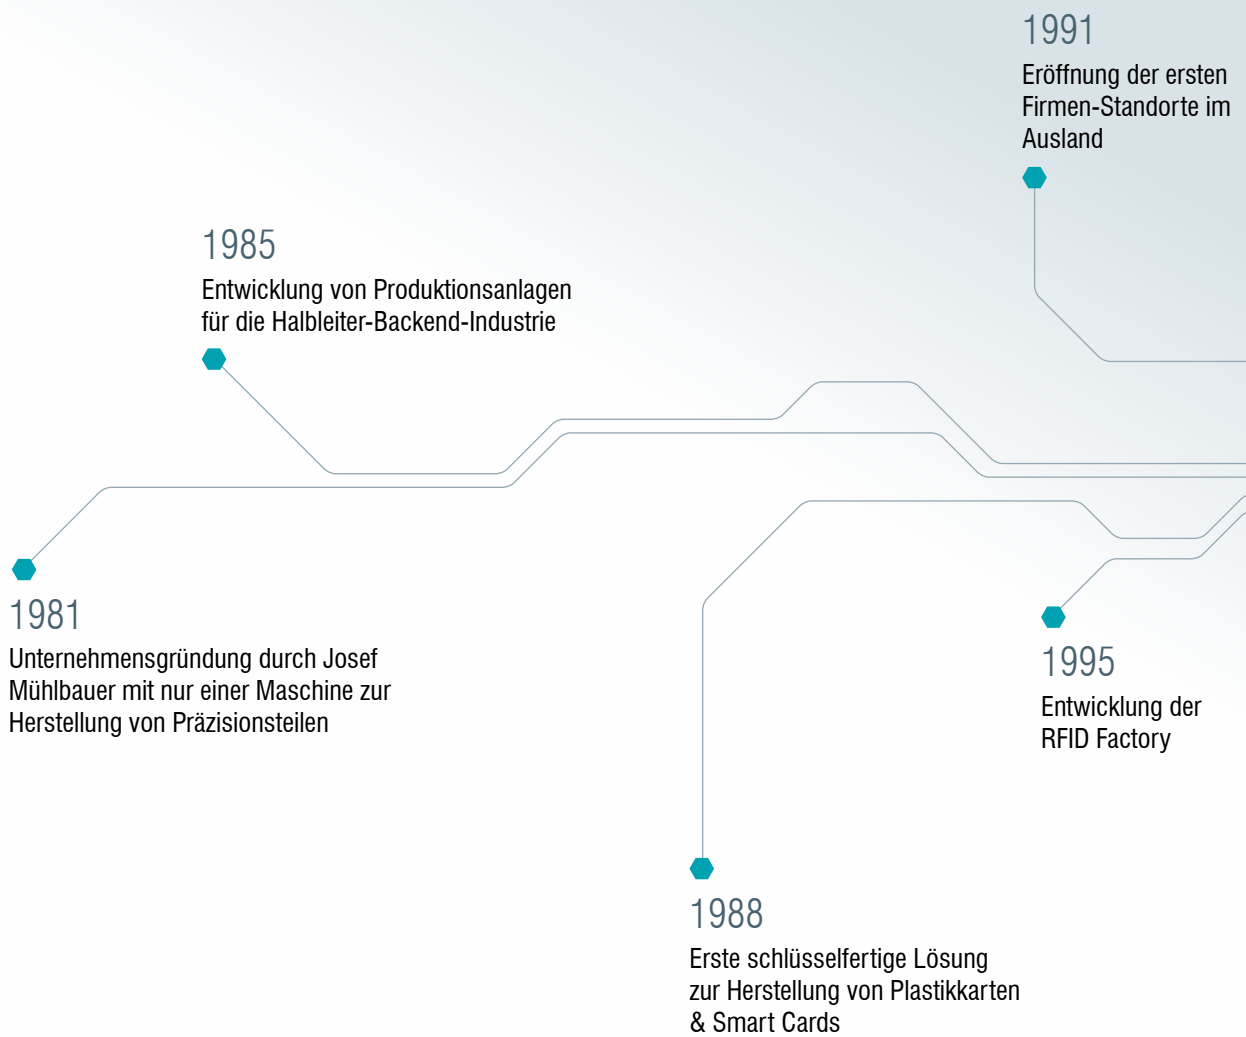 1991
Eröffnung der ersten
Firmen-Standorte im
Ausland
1985
Entwicklung von Produktionsanlagen
für die Halbleiter-Backend-Industrie
1981
Unternehmensgründung durch Josef
Mühlbauer mit nur einer Maschine zur
Herstellung von Präzisionsteilen
1995
Entwicklung der
RFID Factory
1988
Erste schlüsselfertige Lösung
zur Herstellung von Plastikkarten
& Smart Cards